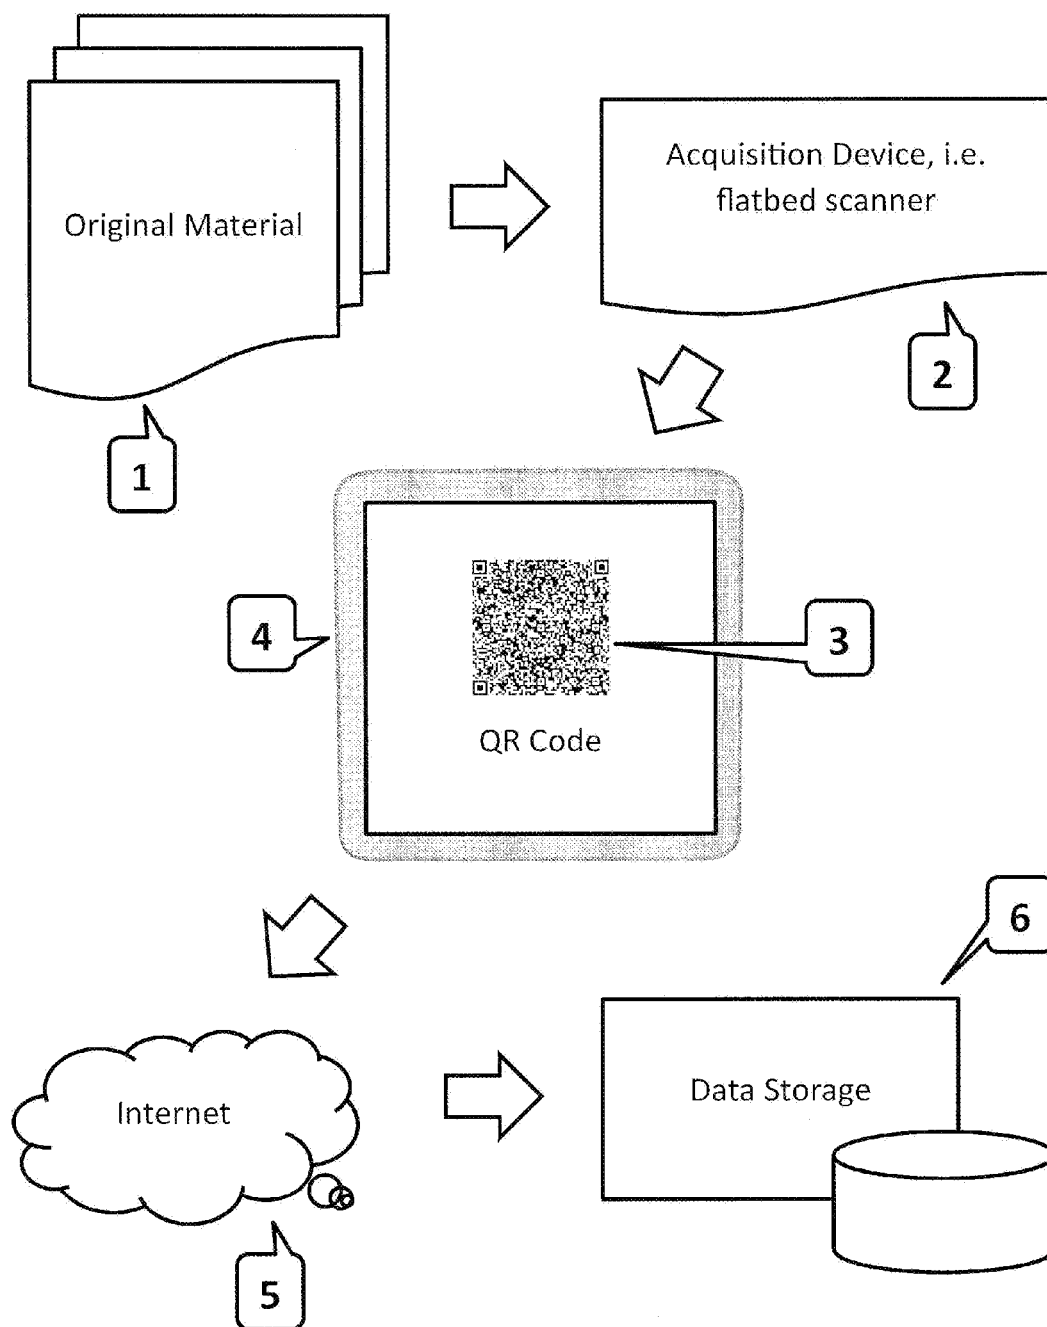 Original Material
Acquisition Device, i.e.
flatbed scanner
2
1
4
3
QR Code
6
Internet
Data Storage
5